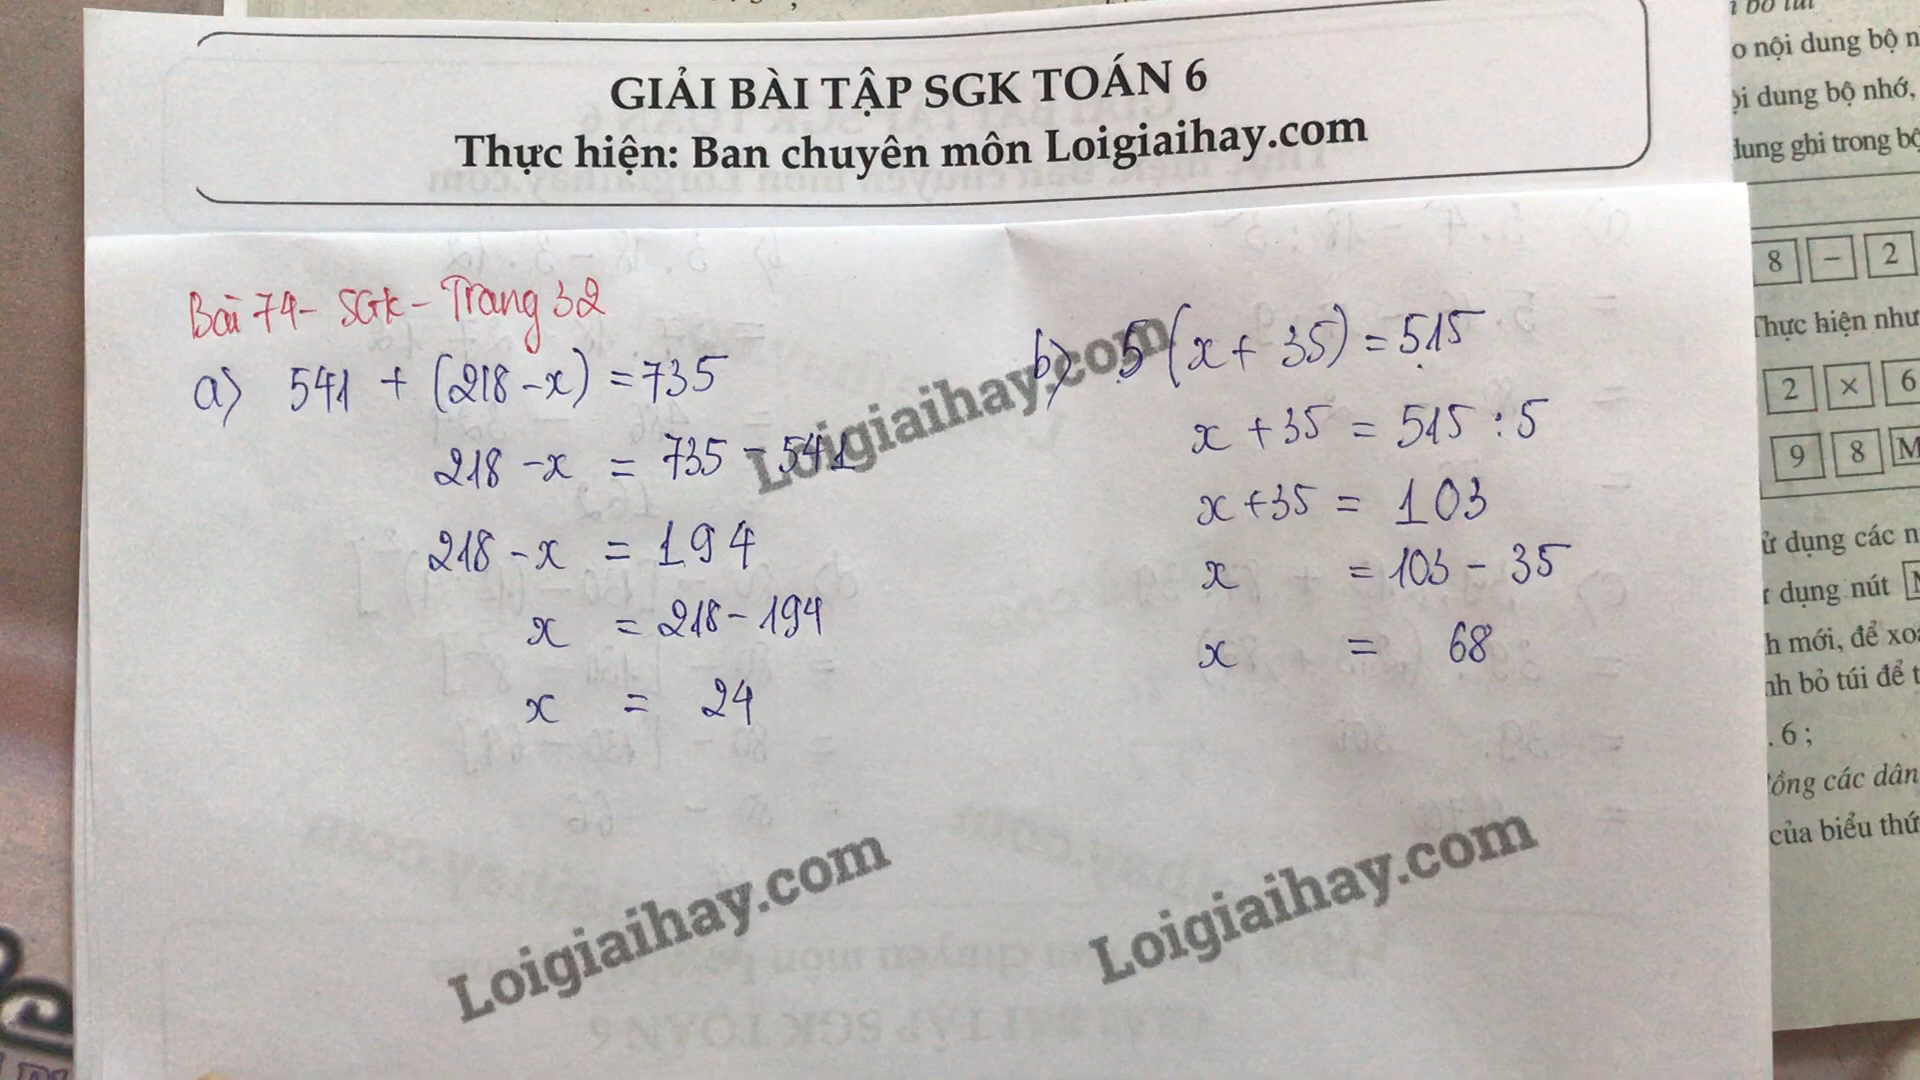 GIẢI BÀI TẬP SGK TOÁN 6
Thực hiện: Ban chuyên môn Loigiaihay.com
Bài 74 - SGK - Trang 32
a) 541 + (218 - x) = 735
218 - x = 735 - 541
218 - x = 194
x = 218 - 194
x = 24
b) 5(x + 35) = 515
x + 35 = 515 : 5
x + 35 = 103
x = 103 - 35
x = 68
Loigiaihay.com
Loigiaihay.com
Loigiaihay.com
o nội dung bộ n
ội dung bộ nhớ,
dung ghi trong bộ
8 - 2
Thực hiện như
2 × 6
9 8 M
ử dụng các n
dụng nút
h mới, để xoá
nh bỏ túi để t
. 6 ;
ồng các dân
của biểu thứ